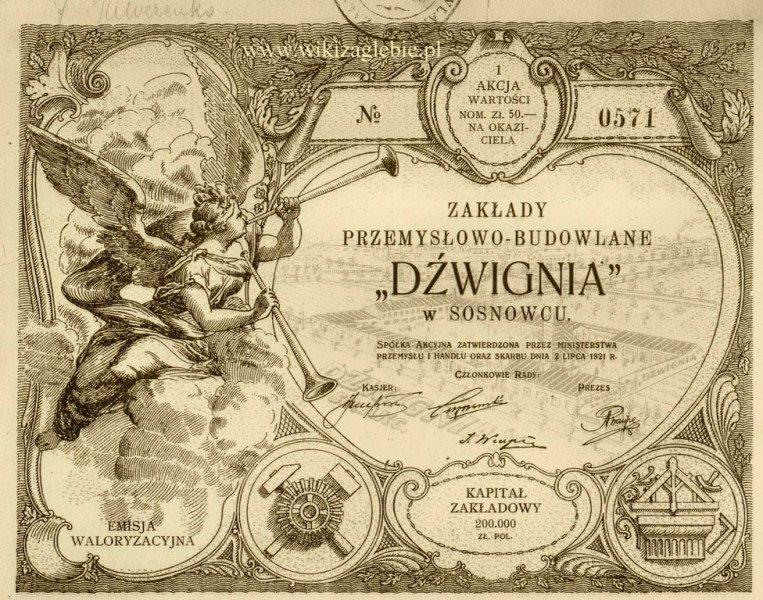 www.wikizaglebie.pl
I
AKCJA
WARTOŚCI
NOM. ZŁ. 50.—
NA OKAZI-
CIELA
№
0571
ZAKŁADY
PRZEMYSŁOWO-BUDOWLANE
„DŹWIGNIA”
W SOSNOWCU.
SPÓŁKA AKCYJNA ZATWIERDZONA PRZEZ MINISTERSTWA
PRZEMYSŁU I HANDLU ORAZ SKARBU DNIA 2 LIPCA 1921 R.
KASJER: CZŁONKOWIE RADY: PREZES
DŹWIGNIA
EMISJA
WALORYZACYJNA
KAPITAŁ
ZAKŁADOWY
200.000
ZŁ. POL.